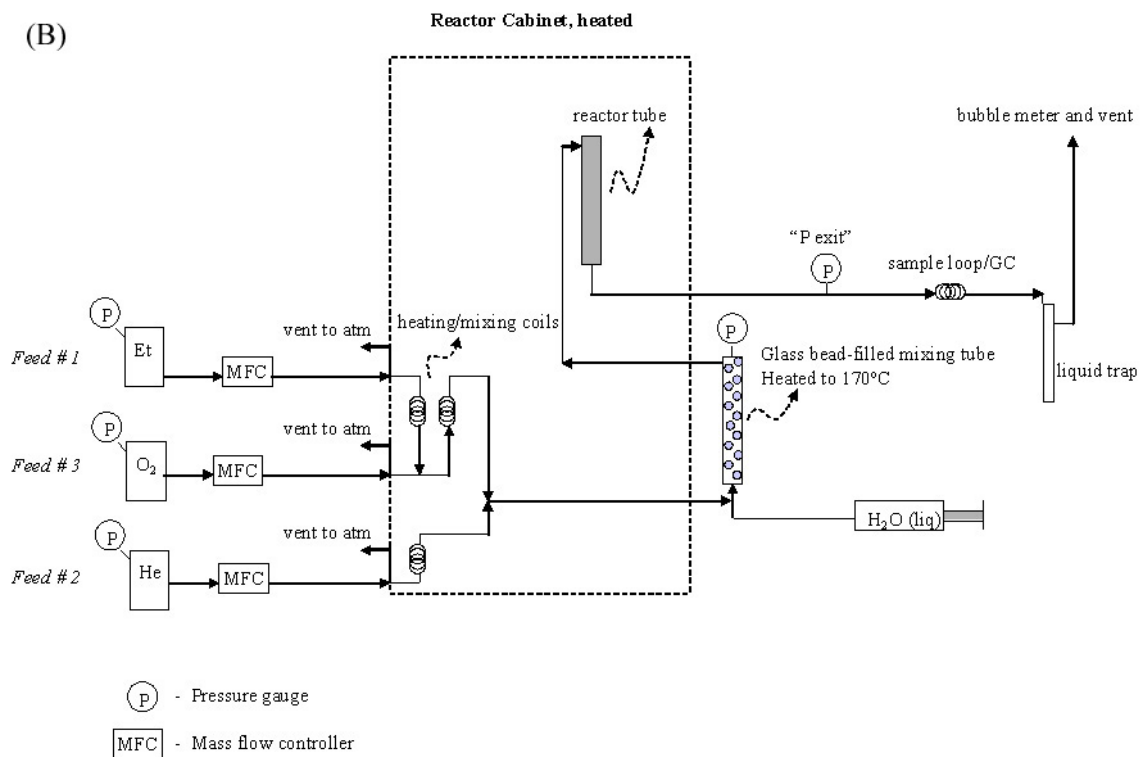 Reactor Cabinet, heated
(B)
reactor tube
bubble meter and vent
"P exit"
P
sample loop/GC
P
Et
Feed # 1
MFC
vent to atm
heating/mixing coils
P
Glass bead-filled mixing tube
Heated to 170°C
liquid trap
P
O2
Feed # 3
MFC
vent to atm
H2O (liq)
P
He
Feed # 2
MFC
vent to atm
P - Pressure gauge
MFC - Mass flow controller